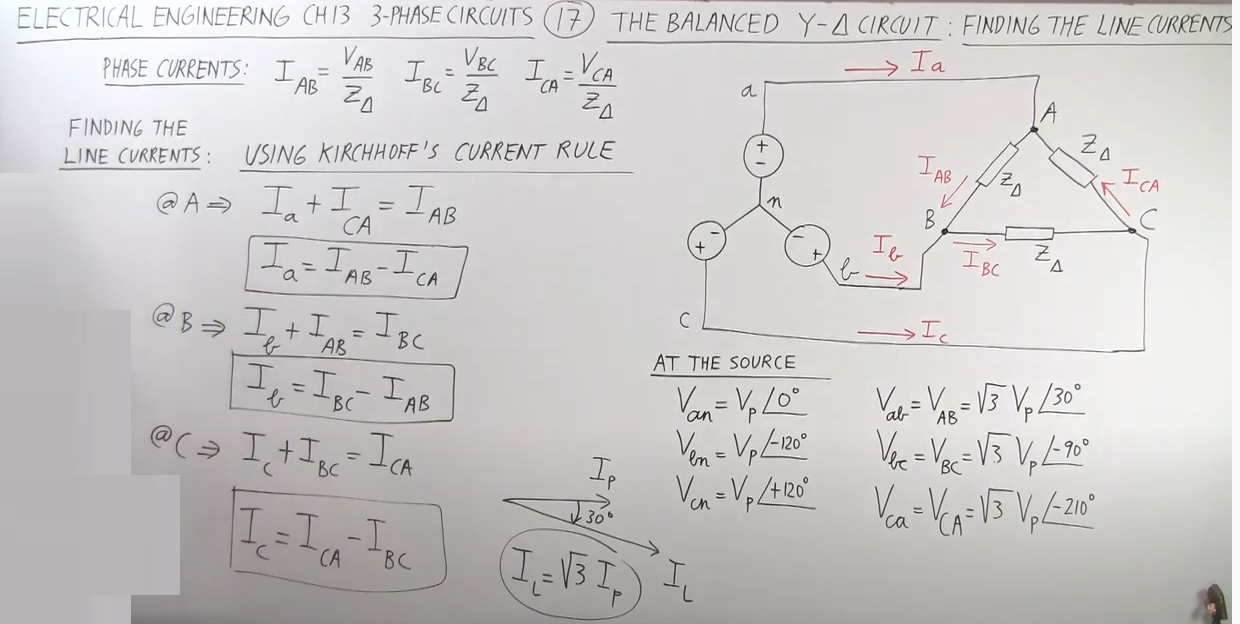 ELECTRICAL ENGINEERING CH 13 3-PHASE CIRCUITS 17 THE BALANCED Y-Δ CIRCUIT: FINDING THE LINE CURRENTS
PHASE CURRENTS: I_AB = V_AB/Z_Δ I_BC = V_BC/Z_Δ I_CA = V_CA/Z_Δ
FINDING THE
LINE CURRENTS: USING KIRCHHOFF'S CURRENT RULE
@A ⇒ I_a + I_CA = I_AB
I_a = I_AB - I_CA
@B ⇒ I_b + I_AB = I_BC
I_b = I_BC - I_AB
@C ⇒ I_c + I_BC = I_CA
I_c = I_CA - I_BC
I_P
30°
I_L
I_L = √3 I_P
→ I_a
a
A
+
-
Z_Δ
I_AB
Z_Δ
I_CA
n
B
C
+
-
-
+
I_b →
b
I_BC
Z_Δ
C
→ I_c
AT THE SOURCE
V_an = V_P ∠0° V_ab = V_AB = √3 V_P ∠30°
V_bn = V_P ∠-120° V_bc = V_BC = √3 V_P ∠-90°
V_cn = V_P ∠+120° V_ca = V_CA = √3 V_P ∠-210°